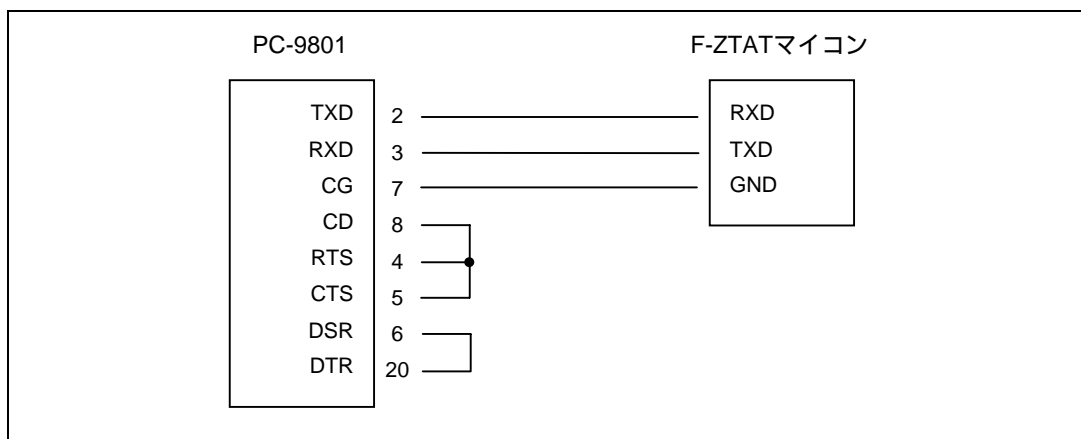 PC-9801 F-ZTATマイコン
TXD 2 RXD
RXD 3 TXD
CG 7 GND
CD 8
RTS 4
CTS 5
DSR 6
DTR 20